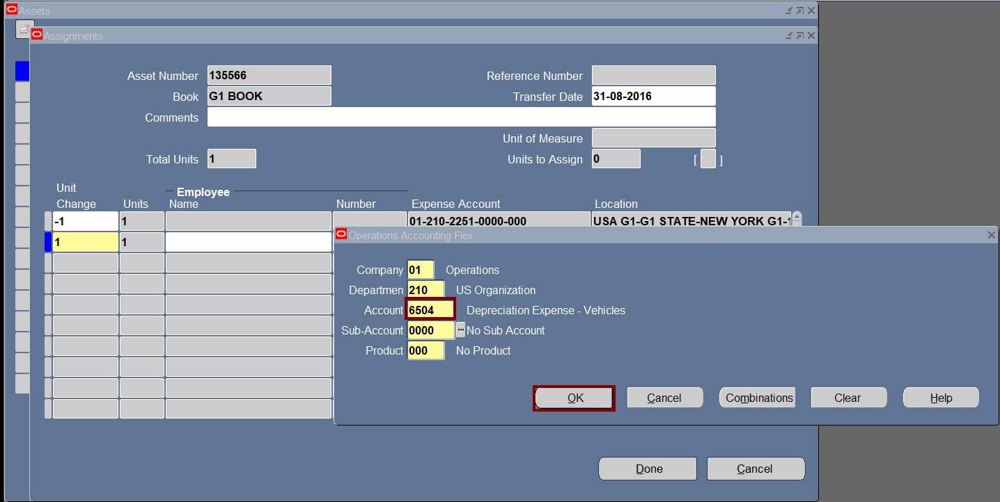 Assets
Assignments
Asset Number 135566 Reference Number
Book G1 BOOK Transfer Date 31-08-2016
Comments
Unit of Measure
Total Units 1 Units to Assign 0 [ ]
Unit
Change Units Employee
Name Number Expense Account Location
-1 1 01-210-2251-0000-000 USA G1-G1 STATE-NEW YORK G1-1
1 1
Operations Accounting Flex
Company 01 Operations
Departmen 210 US Organization
Account 6504 Depreciation Expense - Vehicles
Sub-Account 0000 ... No Sub Account
Product 000 No Product
OK Cancel Combinations Clear Help
Done Cancel